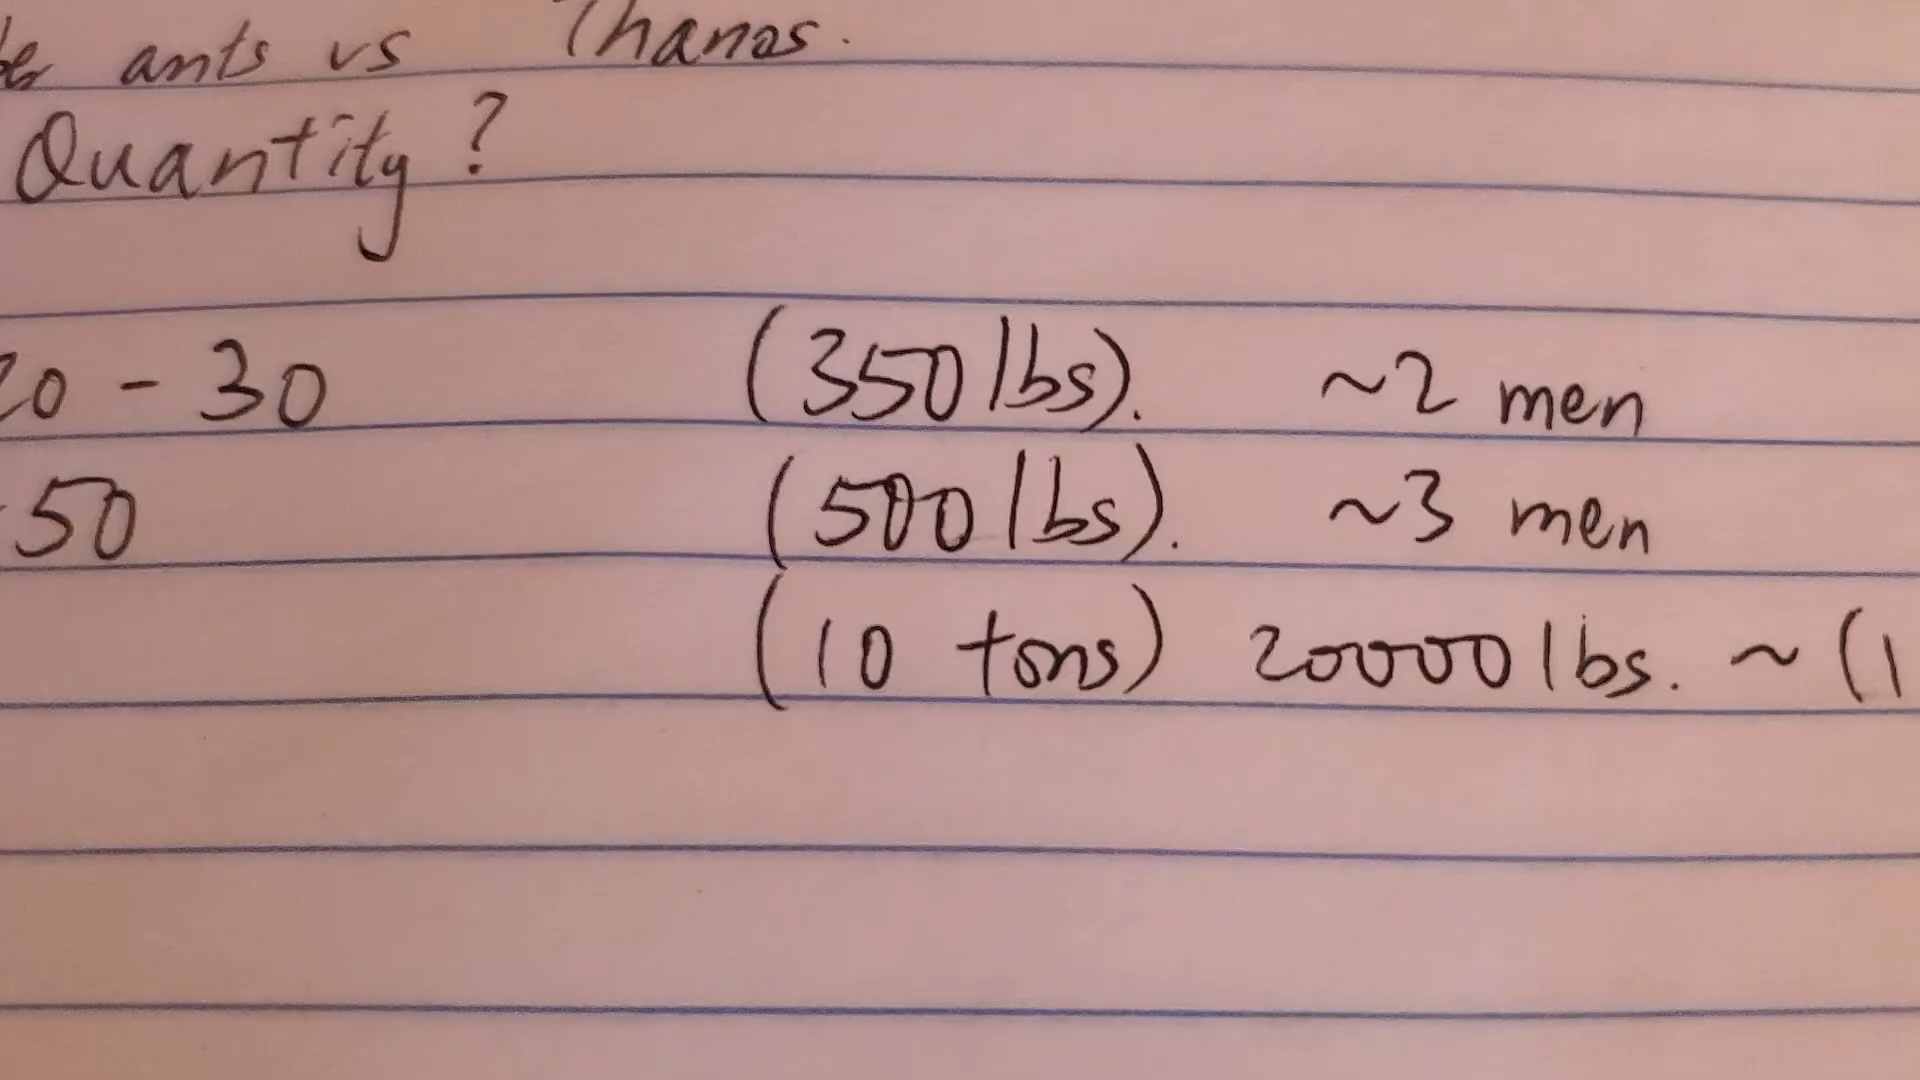 ants vs Thanos.
Quantity?
20 - 30 (350 lbs). ~2 men
50 (500 lbs). ~3 men
(10 tons) 20000 lbs. ~ (1